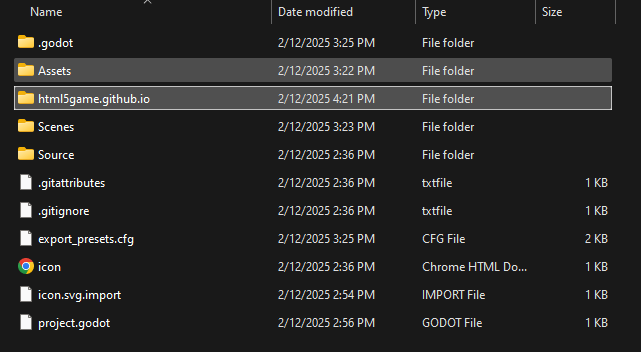 Name Date modified Type Size
.godot 2/12/2025 3:25 PM File folder
Assets 2/12/2025 3:22 PM File folder
html5game.github.io 2/12/2025 4:21 PM File folder
Scenes 2/12/2025 3:23 PM File folder
Source 2/12/2025 2:36 PM File folder
.gitattributes 2/12/2025 2:36 PM txtfile 1 KB
.gitignore 2/12/2025 2:36 PM txtfile 1 KB
export_presets.cfg 2/12/2025 3:25 PM CFG File 2 KB
icon 2/12/2025 2:36 PM Chrome HTML Do... 1 KB
icon.svg.import 2/12/2025 2:54 PM IMPORT File 1 KB
project.godot 2/12/2025 2:56 PM GODOT File 1 KB